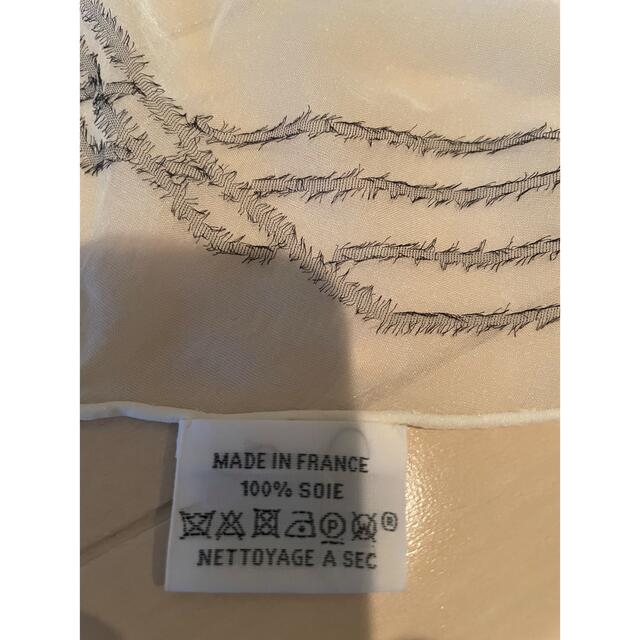 MADE IN FRANCE
100% SOIE
P W ®
NETTOYAGE A SEC